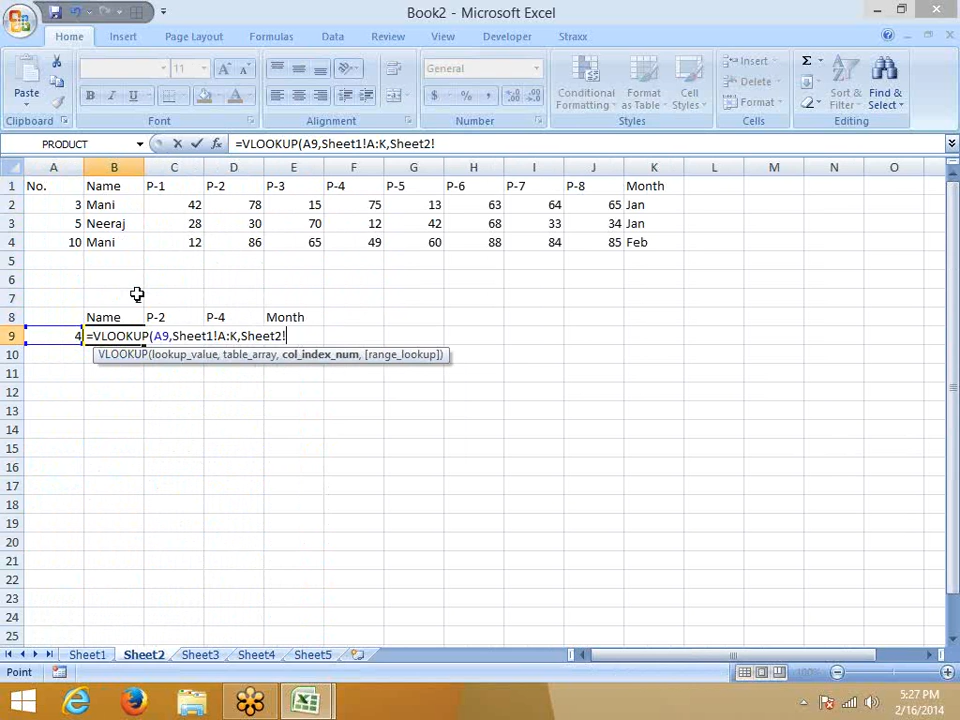 Book2 - Microsoft Excel
Home Insert Page Layout Formulas Data Review View Developer Straxx
Paste
11
General
B I U
$ % ,
Conditional Formatting
Format as Table
Cell Styles
Insert
Delete
Format
Sort & Filter
Find & Select
Clipboard Font Alignment Number Styles Cells Editing
PRODUCT =VLOOKUP(A9,Sheet1!A:K,Sheet2!
A B C D E F G H I J K L M N O
1 No. Name P-1 P-2 P-3 P-4 P-5 P-6 P-7 P-8 Month
2 3 Mani 42 78 15 75 13 63 64 65 Jan
3 5 Neeraj 28 30 70 12 42 68 33 34 Jan
4 10 Mani 12 86 65 49 60 88 84 85 Feb
5
6
7
8 Name P-2 P-4 Month
9 4 =VLOOKUP(A9,Sheet1!A:K,Sheet2!
10 VLOOKUP(lookup_value, table_array, col_index_num, [range_lookup])
11
12
13
14
15
16
17
18
19
20
21
22
23
24
25
Sheet1 Sheet2 Sheet3 Sheet4 Sheet5
Point 100%
5:27 PM
2/16/2014